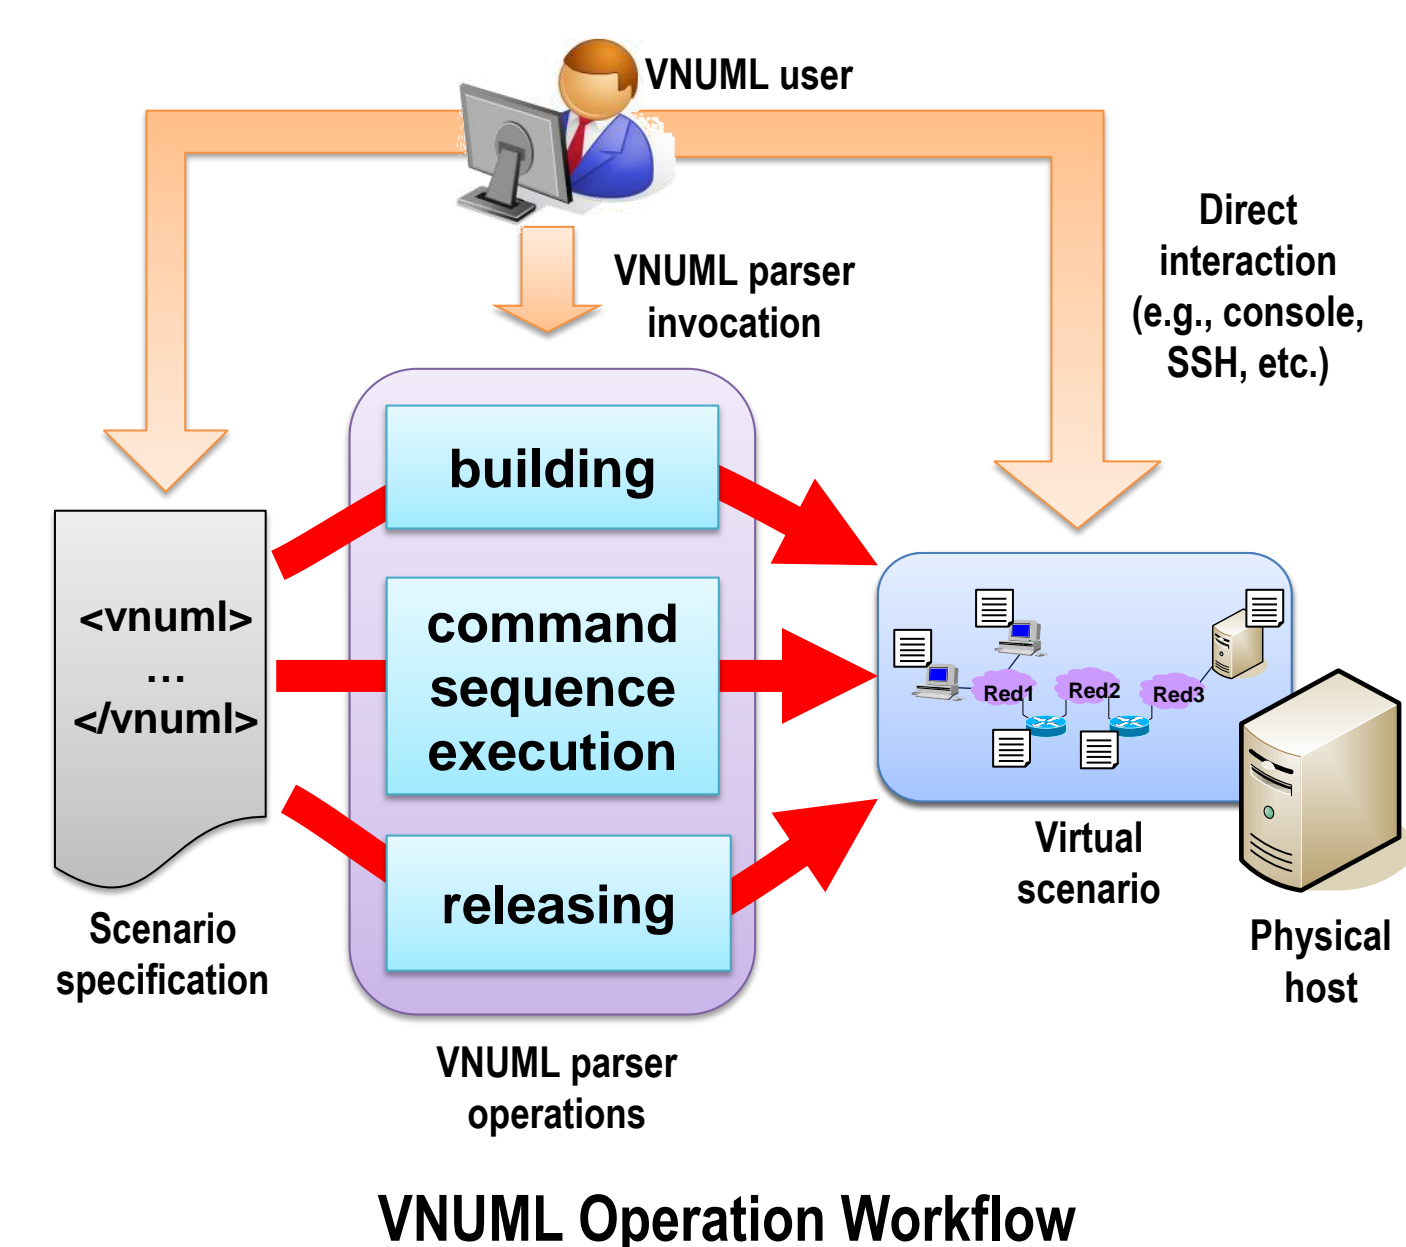 VNUML user
Direct
interaction
(e.g., console,
SSH, etc.)
VNUML parser
invocation
building
command
sequence
execution
releasing
<vnuml>
…
</vnuml>
Red1
Red2
Red3
Virtual
scenario
Scenario
specification
Physical
host
VNUML parser
operations
VNUML Operation Workflow